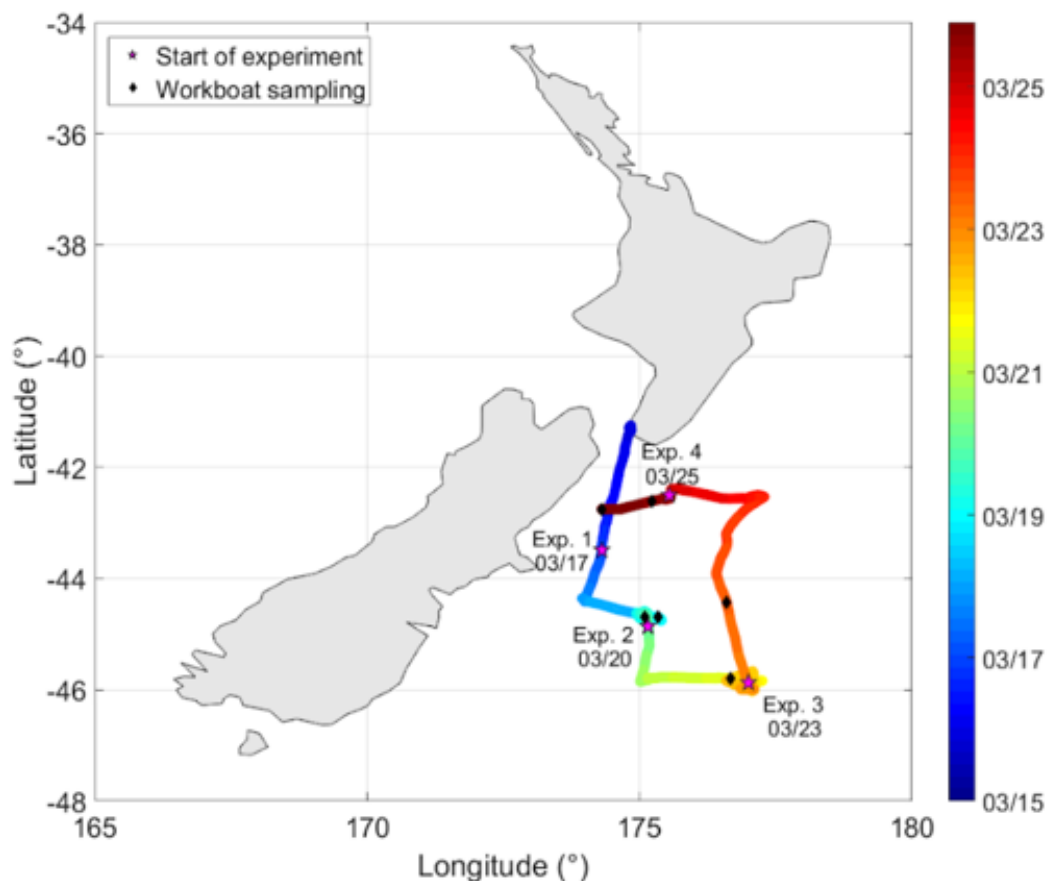 -34
-36
-38
-40
-42
-44
-46
-48
Latitude (°)
165
170
175
180
Longitude (°)
Start of experiment
Workboat sampling
Exp. 4
03/25
Exp. 1
03/17
Exp. 2
03/20
Exp. 3
03/23
03/25
03/23
03/21
03/19
03/17
03/15